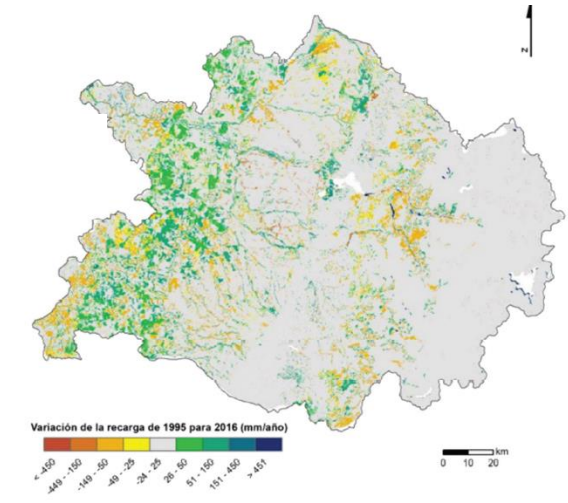 N
Variación de la recarga de 1995 para 2016 (mm/año)
< -450
-449 - -150
-149 - -50
-49 - -25
-24 - 25
26 - 50
51 - 150
151 - 450
> 451
km
0 10 20